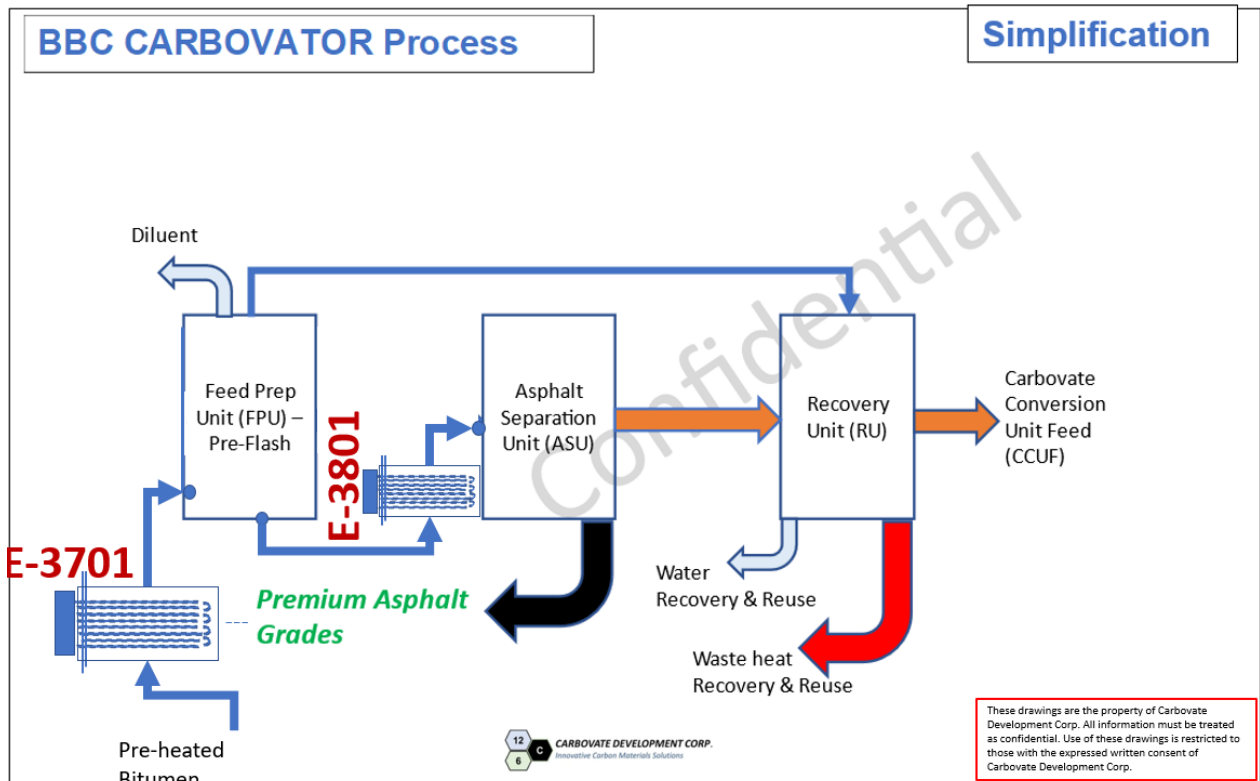 BBC CARBOVATOR Process
Simplification
Confidential
Diluent
Feed Prep
Unit (FPU) –
Pre-Flash
Asphalt
Separation
Unit (ASU)
Recovery
Unit (RU)
Carbovate
Conversion
Unit Feed
(CCUF)
E-3801
E-3701
Premium Asphalt
Grades
Water
Recovery & Reuse
Waste heat
Recovery & Reuse
Pre-heated
Bitumen
12
C
6
CARBOVATE DEVELOPMENT CORP.
Innovative Carbon Materials Solutions
These drawings are the property of Carbovate
Development Corp. All information must be treated
as confidential. Use of these drawings is restricted to
those with the expressed written consent of
Carbovate Development Corp.